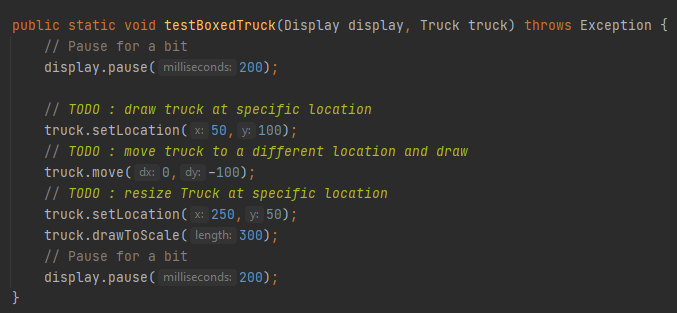 public static void testBoxedTruck(Display display, Truck truck) throws Exception {
// Pause for a bit
display.pause( milliseconds: 200);
// TODO : draw truck at specific location
truck.setLocation( x: 50, y: 100);
// TODO : move truck to a different location and draw
truck.move( dx: 0, dy: -100);
// TODO : resize Truck at specific location
truck.setLocation( x: 250, y: 50);
truck.drawToScale( length: 300);
// Pause for a bit
display.pause( milliseconds: 200);
}